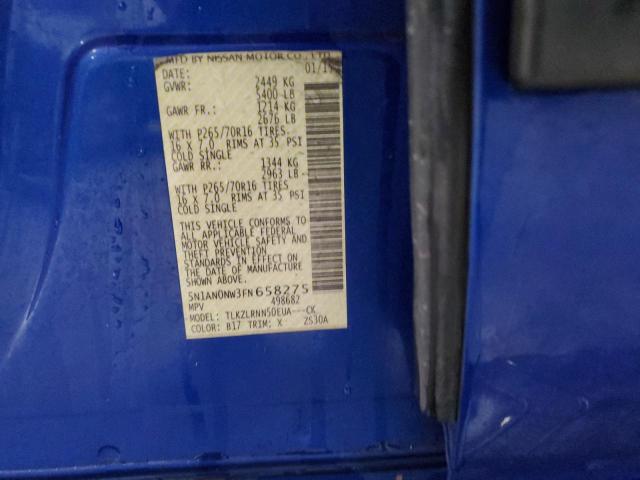 MFD BY NISSAN MOTOR CO., LTD.
DATE: 01/15
GVWR: 2449 KG
5400 LB
GAWR FR.: 1214 KG
2676 LB
WITH P265/70R16 TIRES
16 X 7.0 RIMS AT 35 PSI
COLD SINGLE
GAWR RR.: 1344 KG
2963 LB
WITH P265/70R16 TIRES
16 X 7.0 RIMS AT 35 PSI
COLD SINGLE
THIS VEHICLE CONFORMS TO
ALL APPLICABLE FEDERAL
MOTOR VEHICLE SAFETY AND
THEFT PREVENTION
STANDARDS IN EFFECT ON
THE DATE OF MANUFACTURE
SHOWN ABOVE.
5N1AN0NW3FN658275
MPV 498682
MODEL: TLKZLRNN5DEUA---CK
COLOR: B17 TRIM: X ZS30A